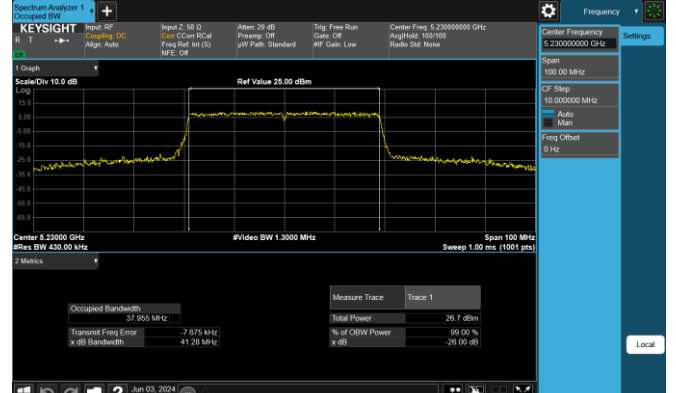 Spectrum Analyzer 1
Occupied BW
Frequency
KEYSIGHT
R T
Input: RF
Coupling: DC
Align: Auto
Input Z: 50 Ω
Corr CCorr RCal
Freq Ref: Int (S)
NFE: Off
Atten: 20 dB
Preamp: Off
µW Path: Standard
Trig: Free Run
Gate: Off
#IF Gain: Low
Center Freq: 5.230000000 GHz
Avg|Hold: 100/100
Radio Std: None
LW
Center Frequency
5.230000000 GHz
Settings
Span
100.00 MHz
CF Step
10.000000 MHz
Auto
Man
Freq Offset
0 Hz
1 Graph
Scale/Div 10.0 dB
Ref Value 25.00 dBm
Log
15.0
5.00
-5.00
-15.0
-25.0
-35.0
-45.0
-55.0
-65.0
Center 5.23000 GHz
#Video BW 1.3000 MHz
Span 100 MHz
#Res BW 430.00 kHz
Sweep 1.00 ms (1001 pts)
2 Metrics
Measure Trace Trace 1
Occupied Bandwidth
37.955 MHz
Total Power 26.7 dBm
Transmit Freq Error -7.675 kHz
% of OBW Power 99.00 %
x dB Bandwidth 41.28 MHz
x dB -26.00 dB
Local
Jun 03, 2024